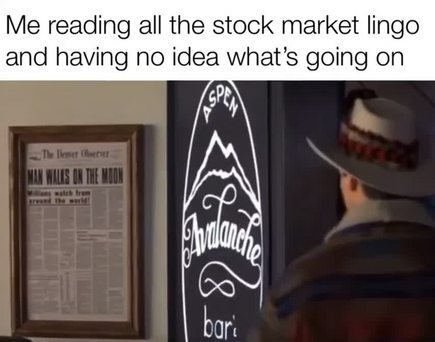 Me reading all the stock market lingo
and having no idea what's going on
The Denver Observer
MAN WALKS ON THE MOON
Millions watch from
around the world!
ASPEN
Avalanche
bar